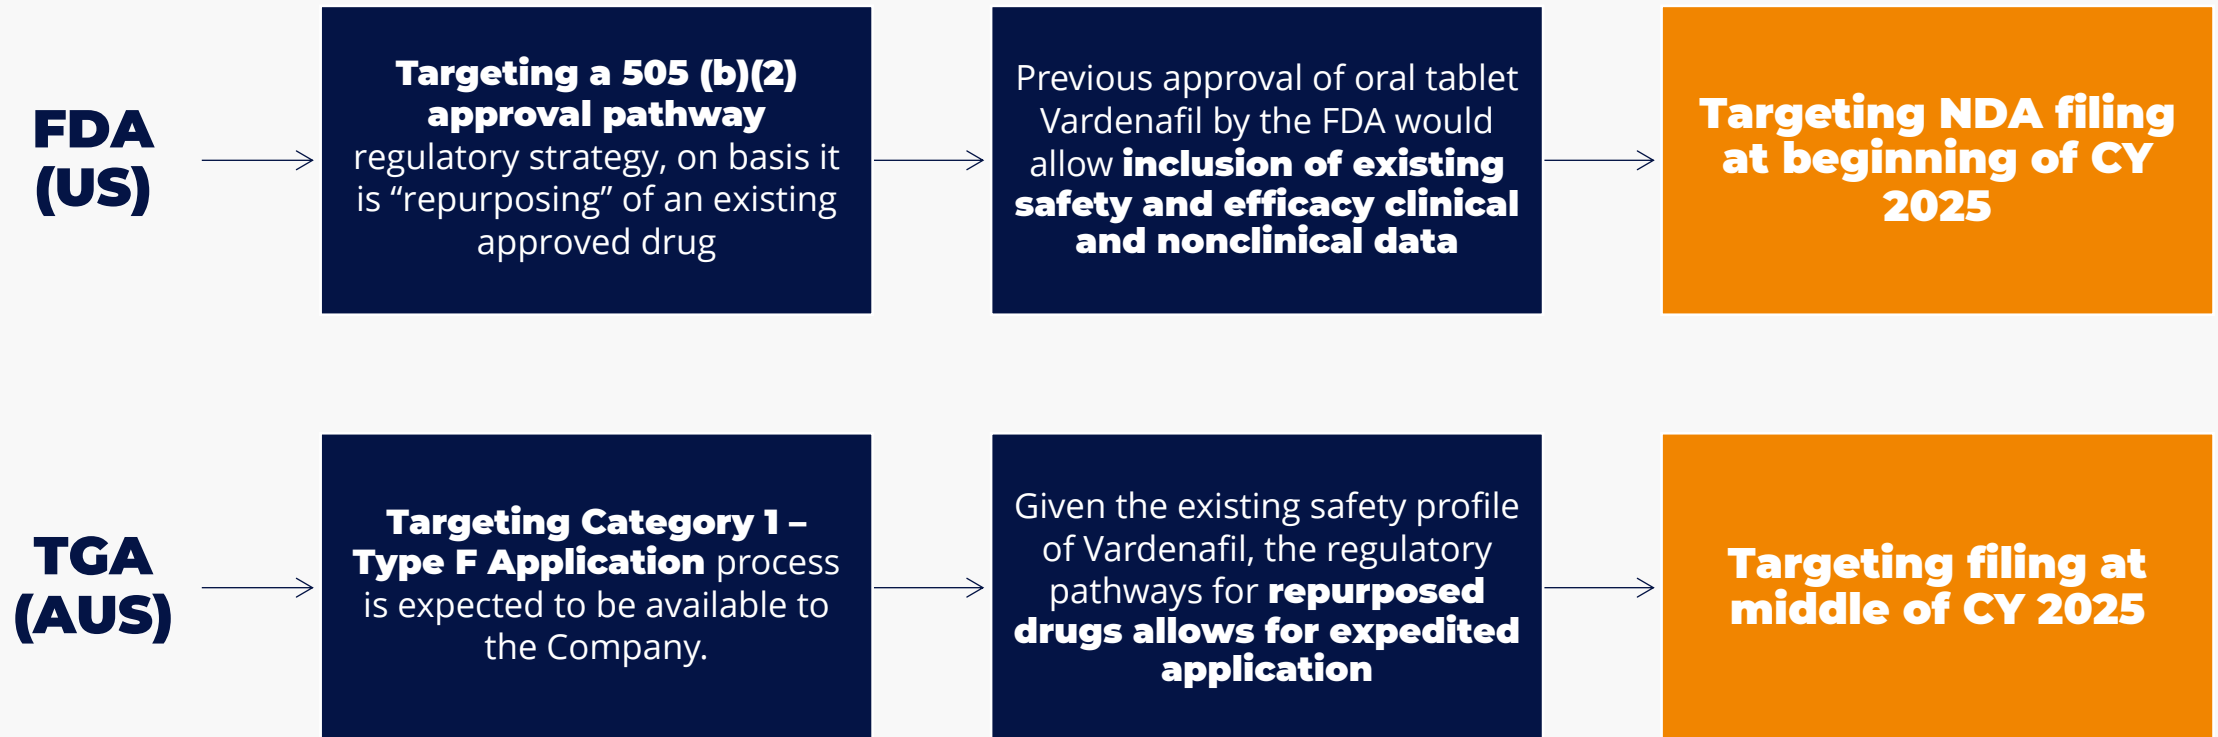 FDA
(US)
Targeting a 505 (b)(2)
approval pathway
regulatory strategy, on basis it
is “repurposing” of an existing
approved drug
Previous approval of oral tablet
Vardenafil by the FDA would
allow inclusion of existing
safety and efficacy clinical
and nonclinical data
Targeting NDA filing
at beginning of CY
2025
TGA
(AUS)
Targeting Category 1 –
Type F Application process
is expected to be available to
the Company.
Given the existing safety profile
of Vardenafil, the regulatory
pathways for repurposed
drugs allows for expedited
application
Targeting filing at
middle of CY 2025